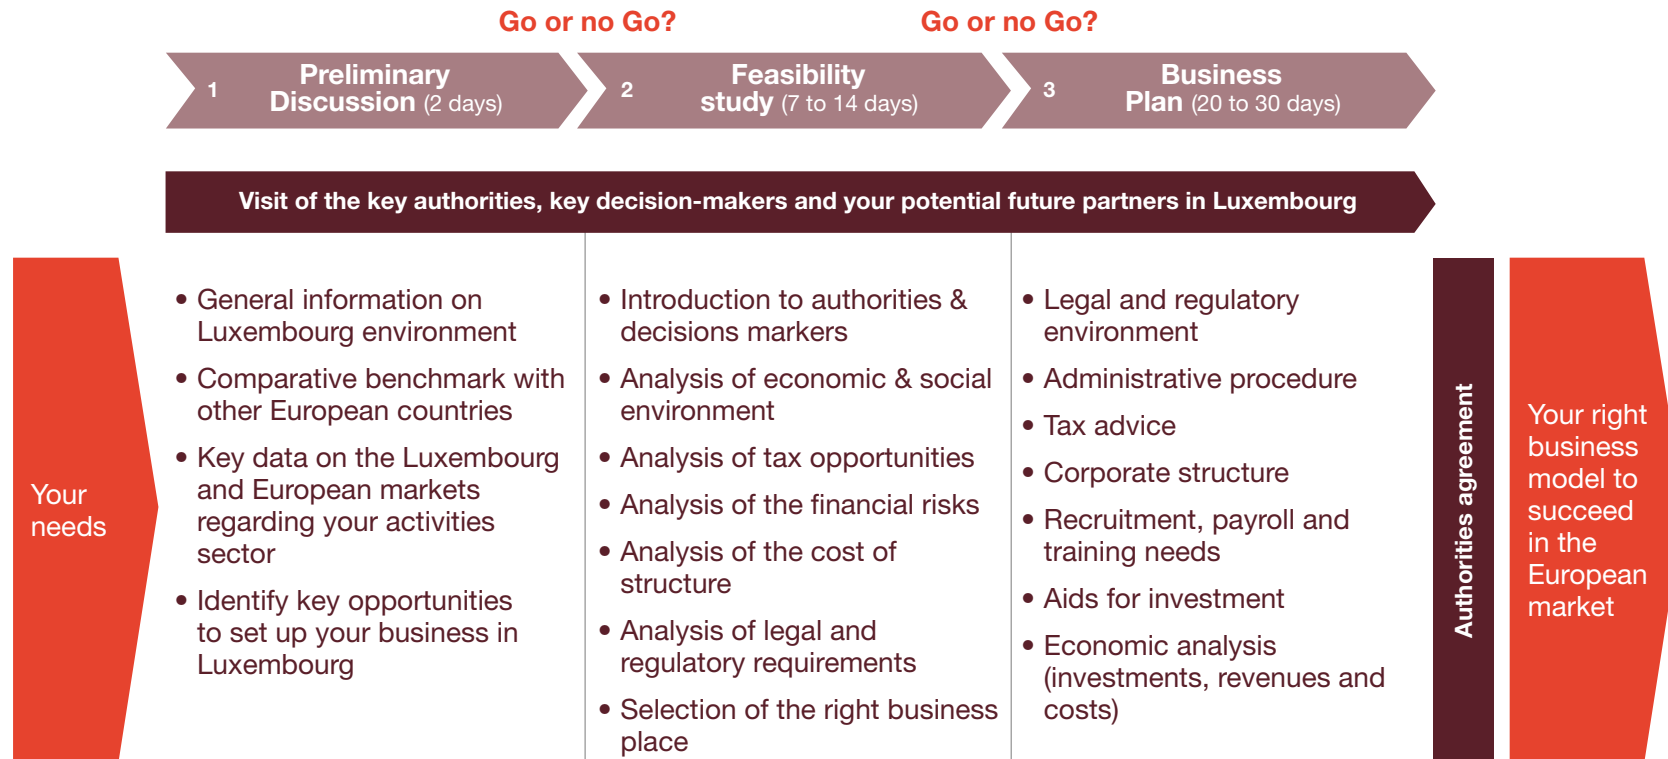 Go or no Go?
Go or no Go?
1
Preliminary
Discussion (2 days)
2
Feasibility
study (7 to 14 days)
3
Business
Plan (20 to 30 days)
Visit of the key authorities, key decision-makers and your potential future partners in Luxembourg
Your
needs
• General information on
Luxembourg environment
• Comparative benchmark with
other European countries
• Key data on the Luxembourg
and European markets
regarding your activities
sector
• Identify key opportunities
to set up your business in
Luxembourg
• Introduction to authorities &
decisions markers
• Analysis of economic & social
environment
• Analysis of tax opportunities
• Analysis of the financial risks
• Analysis of the cost of
structure
• Analysis of legal and
regulatory requirements
• Selection of the right business
place
• Legal and regulatory
environment
• Administrative procedure
• Tax advice
• Corporate structure
• Recruitment, payroll and
training needs
• Aids for investment
• Economic analysis
(investments, revenues and
costs)
Authorities agreement
Your right
business
model to
succeed
in the
European
market